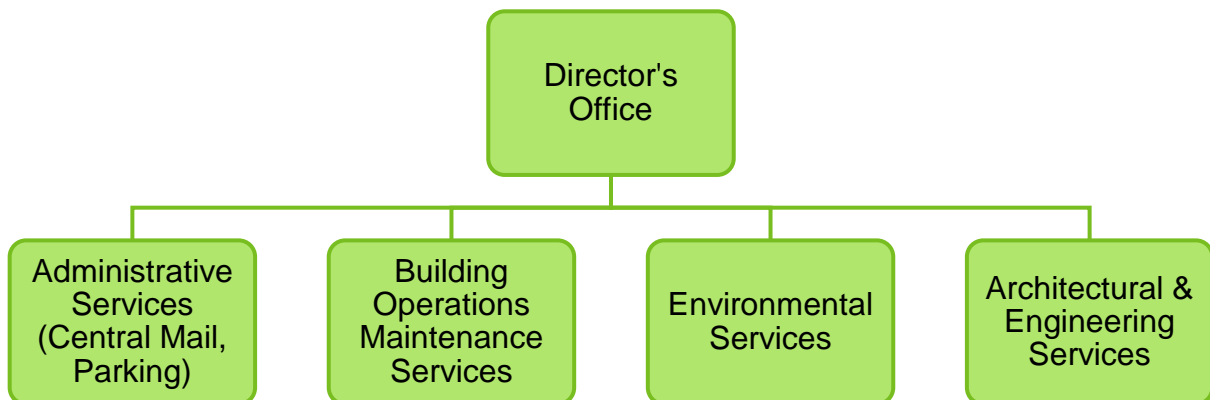 Director's
Office
Administrative
Services
(Central Mail,
Parking)
Building
Operations
Maintenance
Services
Environmental
Services
Architectural &
Engineering
Services